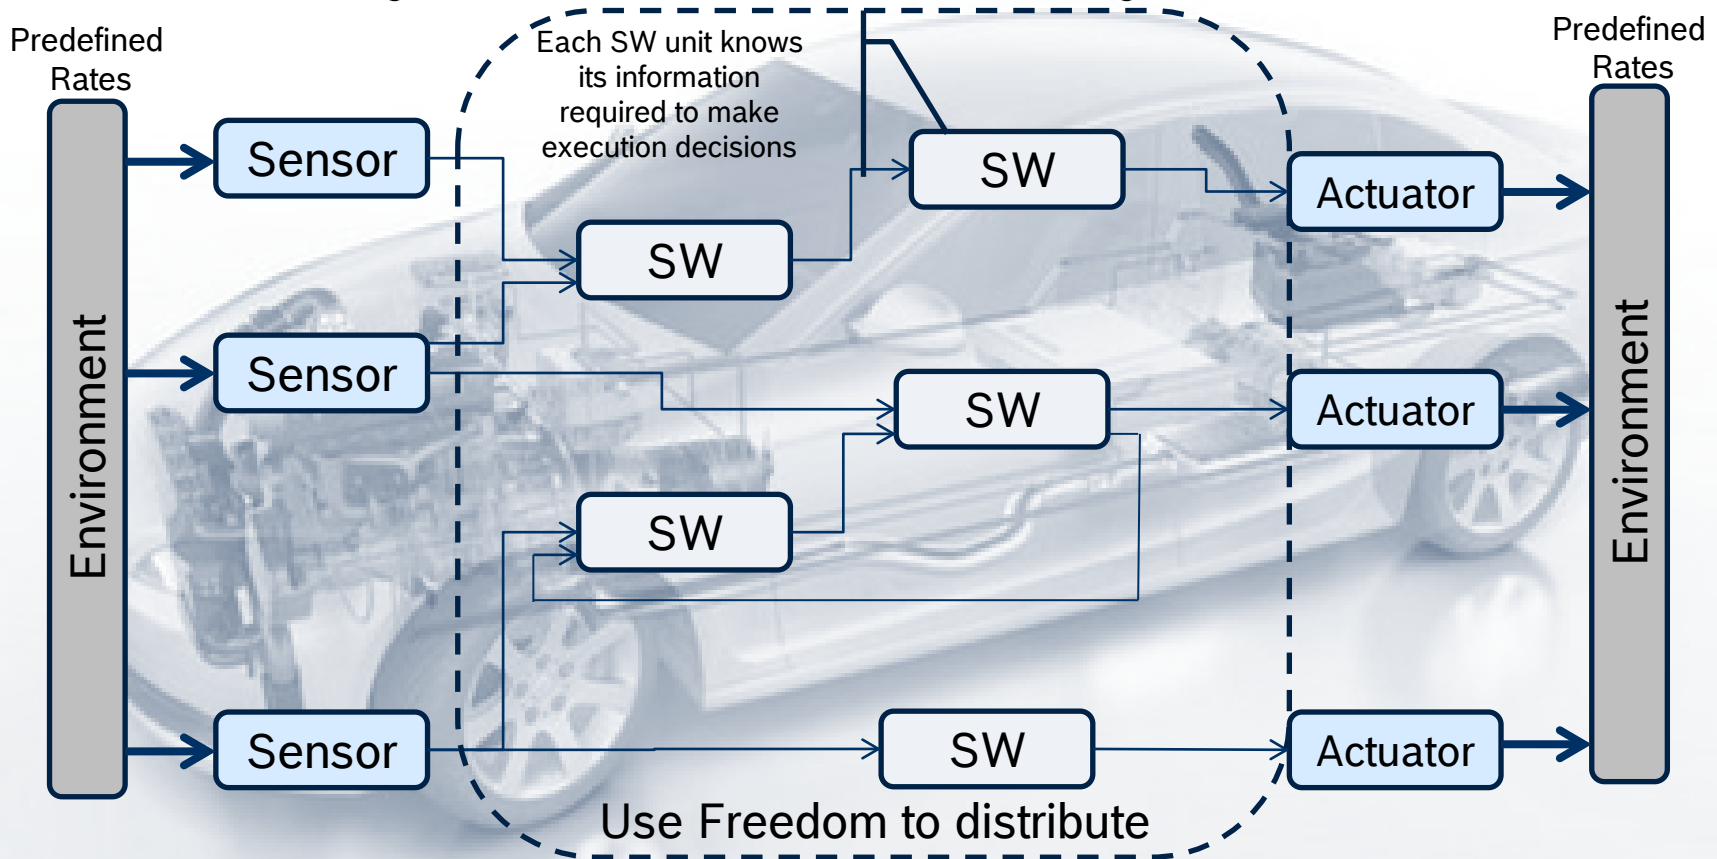 Predefined
Rates
Each SW unit knows
its information
required to make
execution decisions
Predefined
Rates
Sensor
SW
Actuator
SW
Environment
Sensor
SW
Actuator
Environment
SW
Sensor
SW
Actuator
Use Freedom to distribute